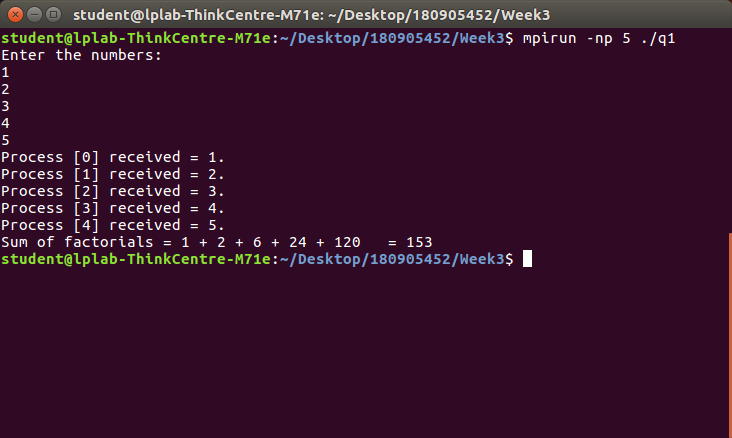 student@lplab-ThinkCentre-M71e: ~/Desktop/180905452/Week3
student@lplab-ThinkCentre-M71e:~/Desktop/180905452/Week3$ mpirun -np 5 ./q1
Enter the numbers:
1
2
3
4
5
Process [0] received = 1.
Process [1] received = 2.
Process [2] received = 3.
Process [3] received = 4.
Process [4] received = 5.
Sum of factorials = 1 + 2 + 6 + 24 + 120   = 153
student@lplab-ThinkCentre-M71e:~/Desktop/180905452/Week3$